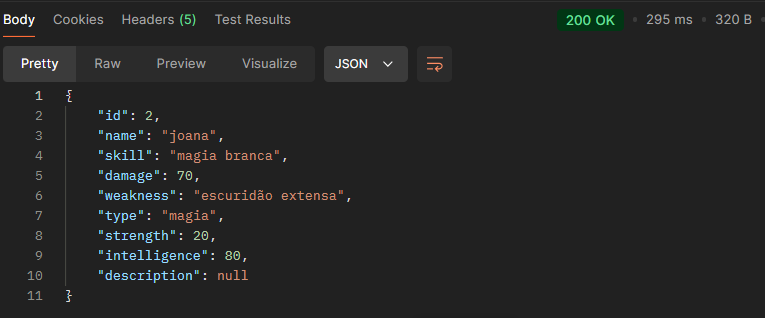 Body Cookies Headers (5) Test Results 200 OK 295 ms 320 B
Pretty Raw Preview Visualize JSON
1 {
2 "id": 2,
3 "name": "joana",
4 "skill": "magia branca",
5 "damage": 70,
6 "weakness": "escuridão extensa",
7 "type": "magia",
8 "strength": 20,
9 "intelligence": 80,
10 "description": null
11 }